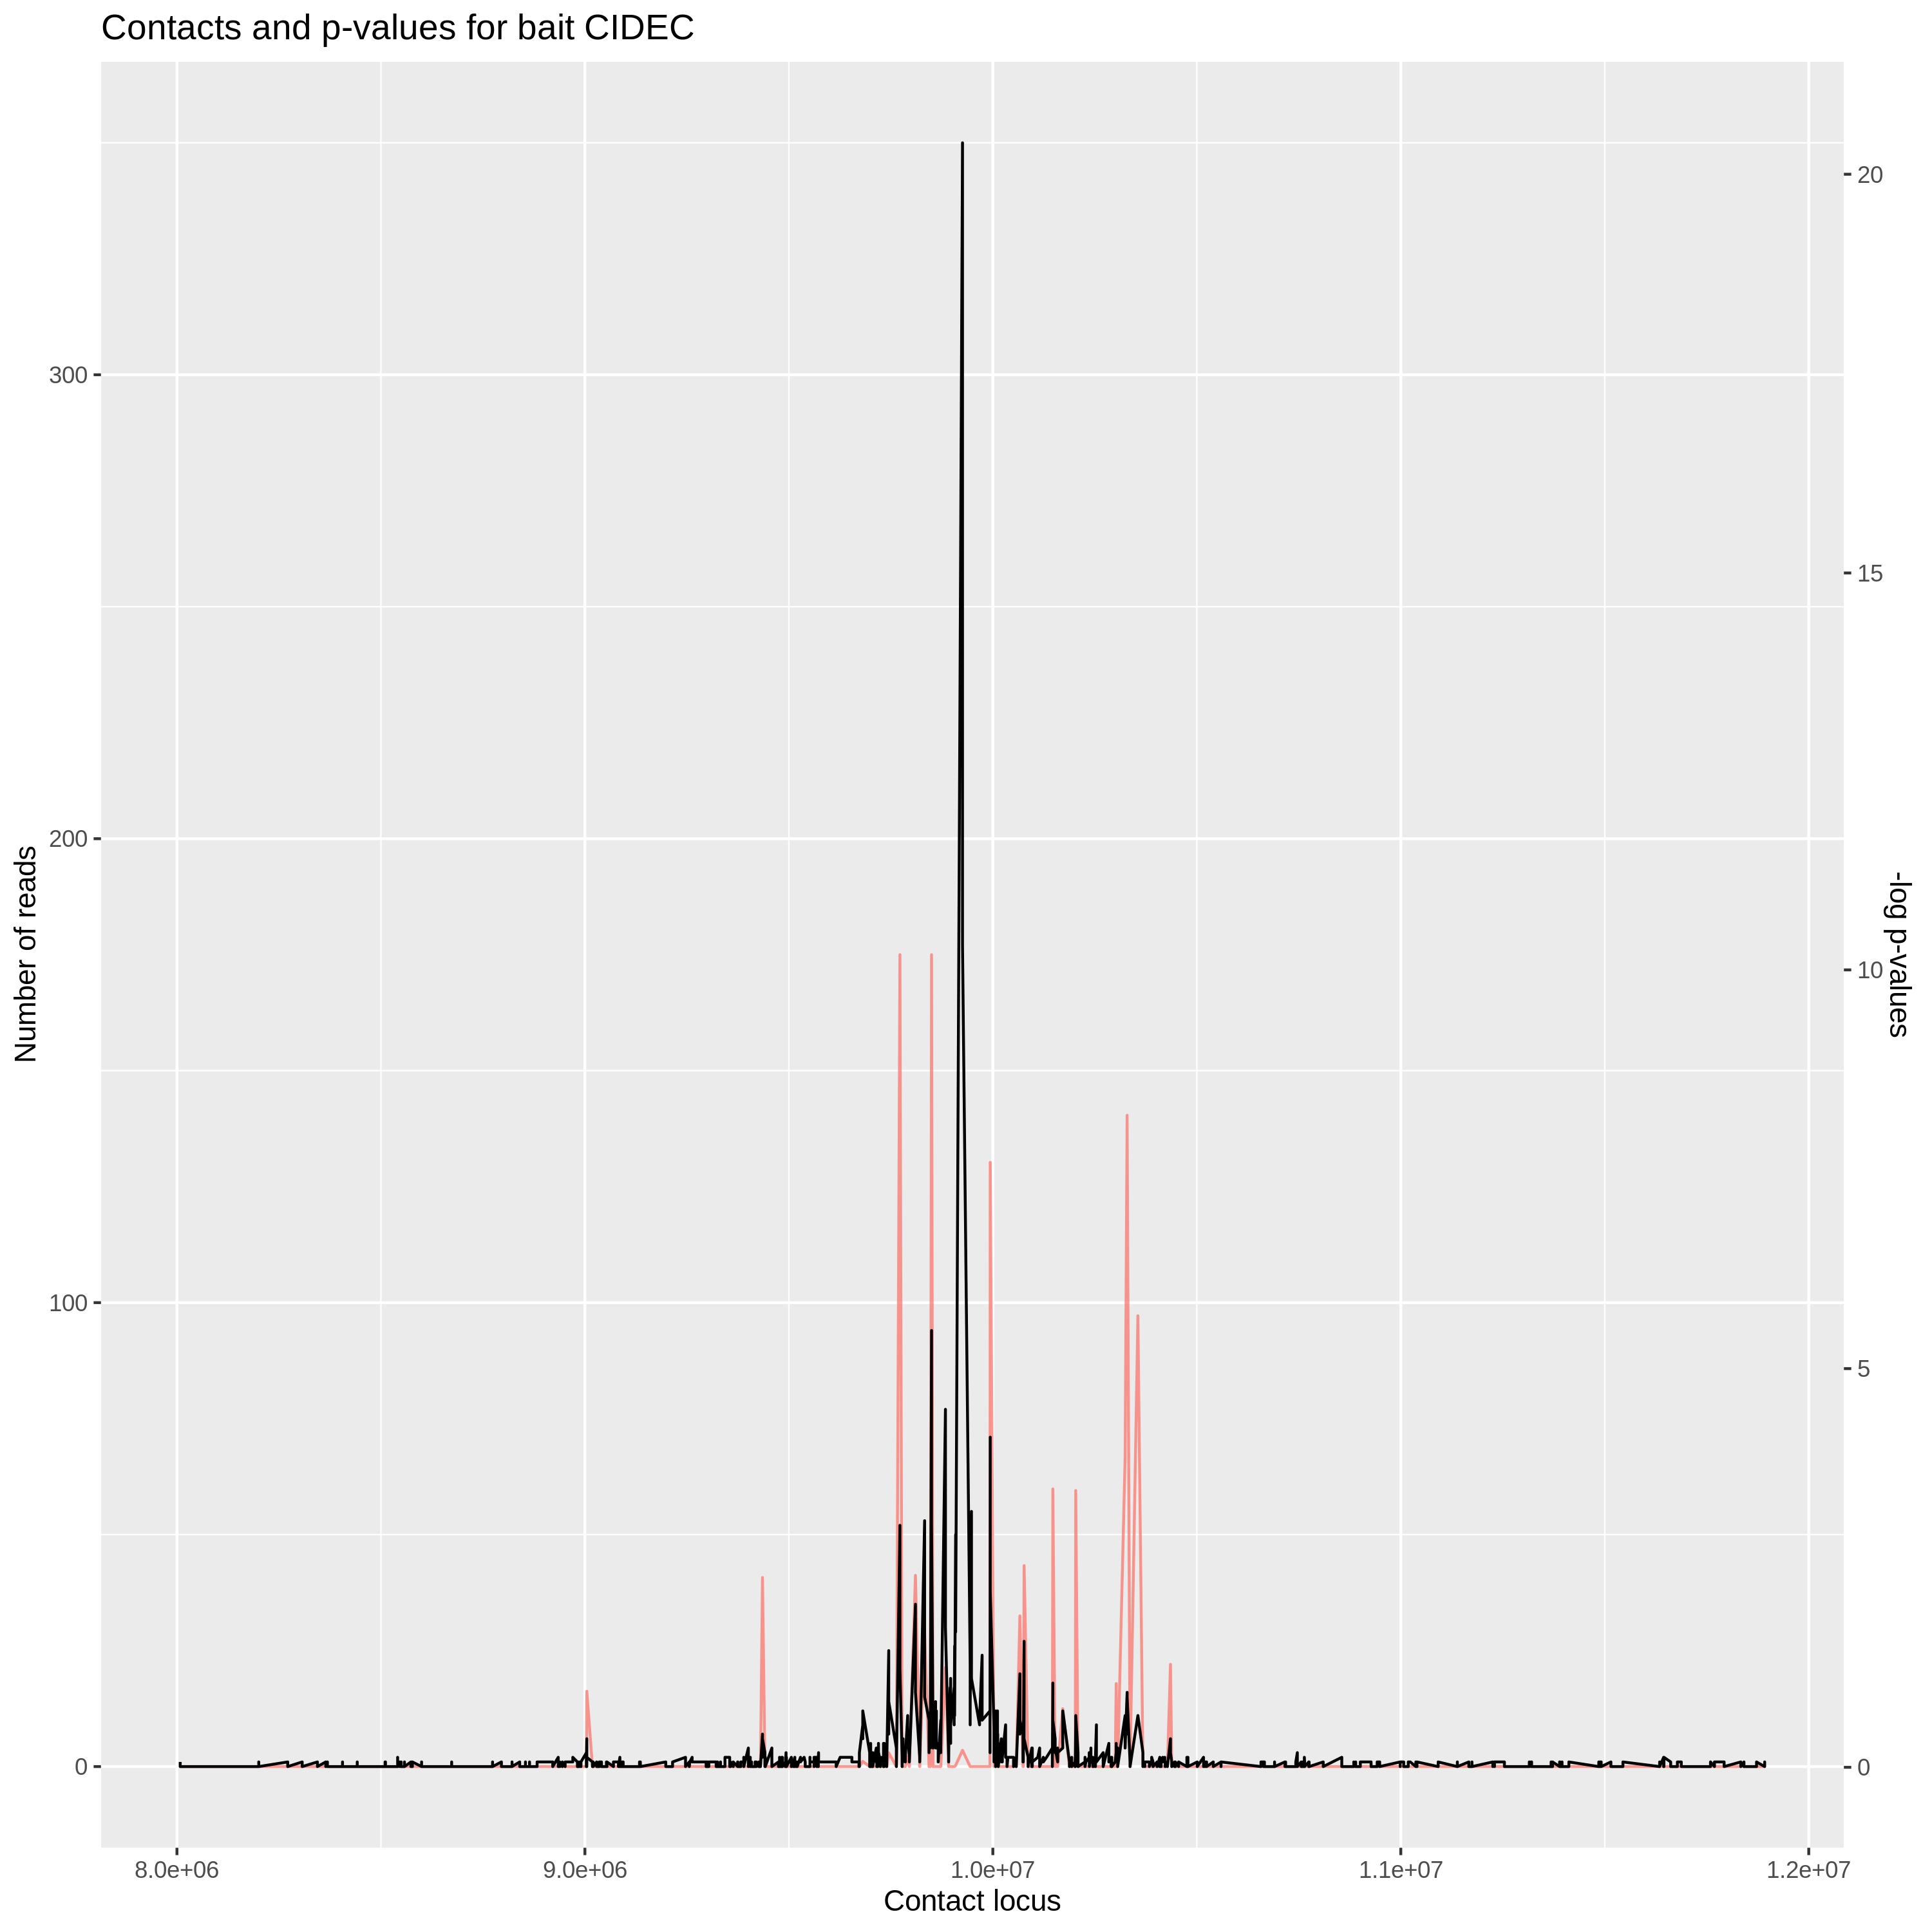 Contacts and p-values for bait CIDEC
Number of reads
300
200
100
0
20
15
10
5
0
-log p-values
8.0e+06
9.0e+06
1.0e+07
1.1e+07
1.2e+07
Contact locus